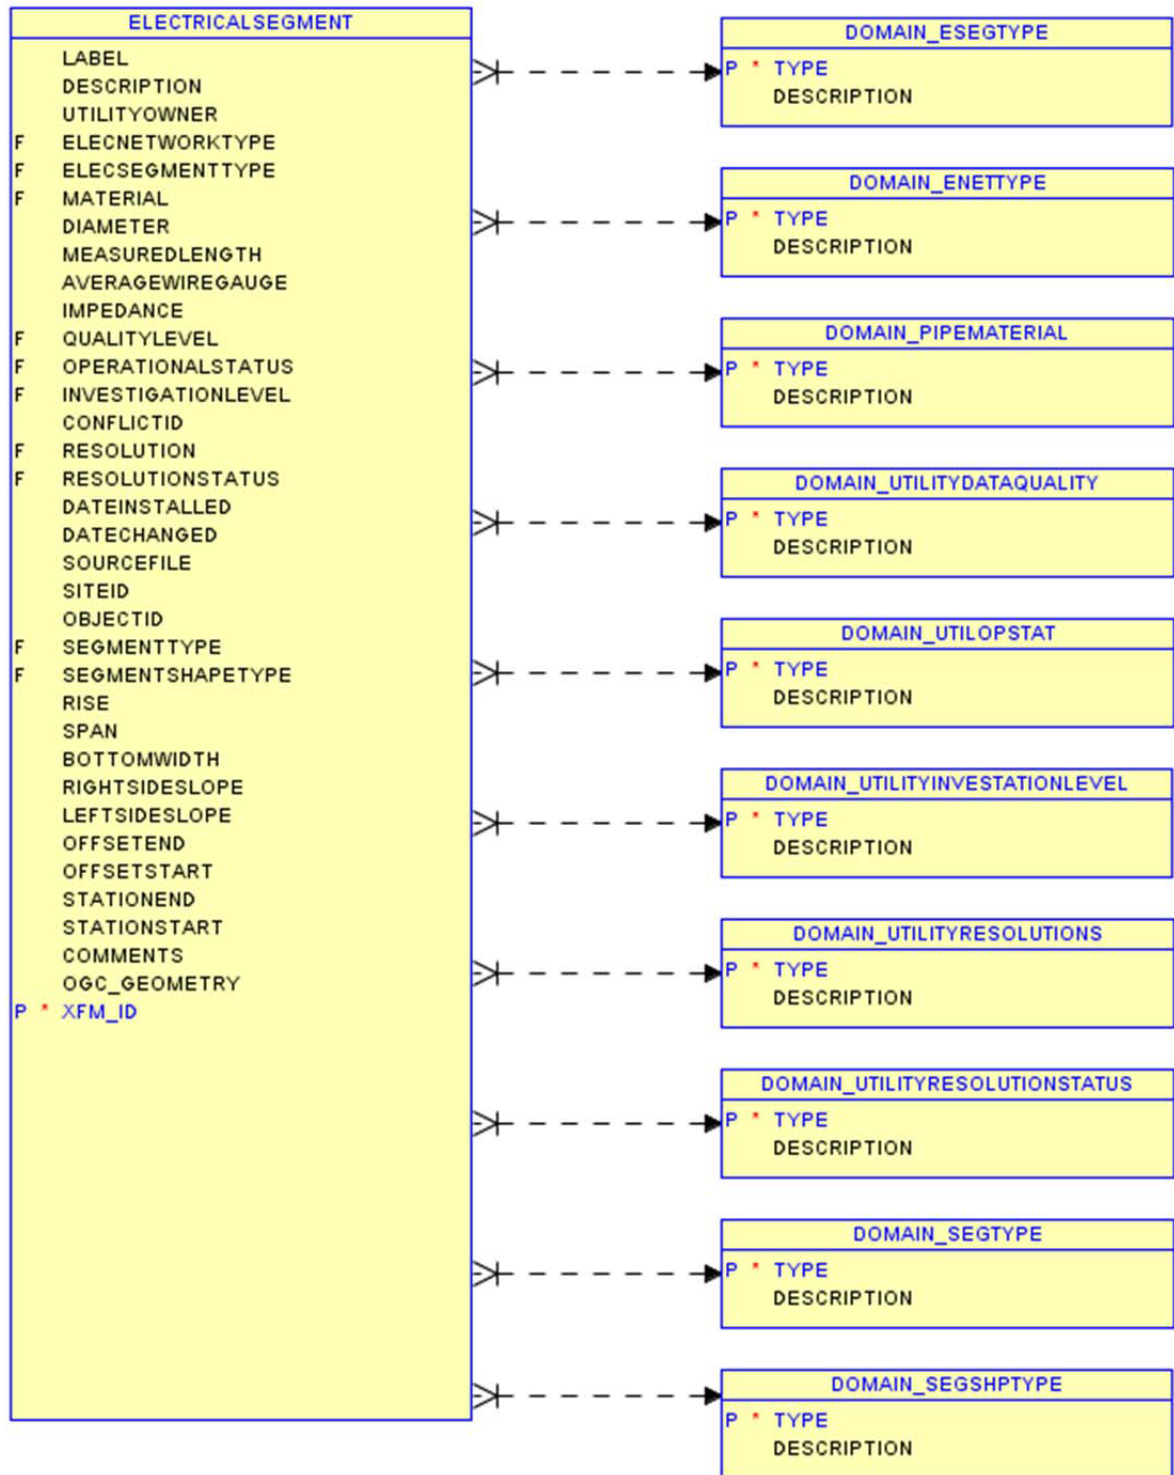 ELECTRICALSEGMENT
LABEL
DESCRIPTION
UTILITYOWNER
F ELECNETWORKTYPE
F ELECSEGMENTTYPE
F MATERIAL
DIAMETER
MEASUREDLENGTH
AVERAGEWIREGAUGE
IMPEDANCE
F QUALITYLEVEL
F OPERATIONALSTATUS
F INVESTIGATIONLEVEL
CONFLICTID
F RESOLUTION
F RESOLUTIONSTATUS
DATEINSTALLED
DATECHANGED
SOURCEFILE
SITEID
OBJECTID
F SEGMENTTYPE
F SEGMENTSHAPETYPE
RISE
SPAN
BOTTOMWIDTH
RIGHTSIDESLOPE
LEFTSIDESLOPE
OFFSETEND
OFFSETSTART
STATIONEND
STATIONSTART
COMMENTS
OGC_GEOMETRY
P * XFM_ID
DOMAIN_ESEGTYPE
P * TYPE
DESCRIPTION
DOMAIN_ENETTYPE
P * TYPE
DESCRIPTION
DOMAIN_PIPEMATERIAL
P * TYPE
DESCRIPTION
DOMAIN_UTILITYDATAQUALITY
P * TYPE
DESCRIPTION
DOMAIN_UTILOPSTAT
P * TYPE
DESCRIPTION
DOMAIN_UTILITYINVESTATIONLEVEL
P * TYPE
DESCRIPTION
DOMAIN_UTILITYRESOLUTIONS
P * TYPE
DESCRIPTION
DOMAIN_UTILITYRESOLUTIONSTATUS
P * TYPE
DESCRIPTION
DOMAIN_SEGTYPE
P * TYPE
DESCRIPTION
DOMAIN_SEGSHPTYPE
P * TYPE
DESCRIPTION